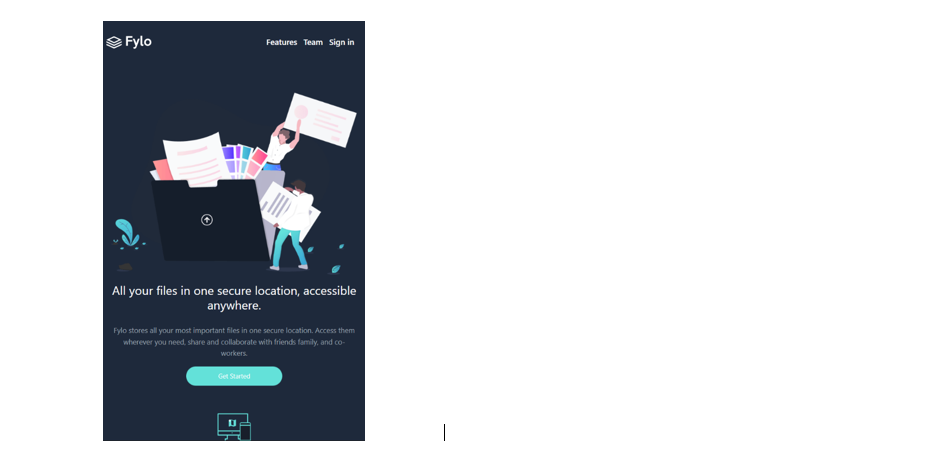 Fylo
Features Team Sign in
All your files in one secure location, accessible
anywhere.
Fylo stores all your most important files in one secure location. Access them
wherever you need, share and collaborate with friends family, and co-
workers.
Get Started